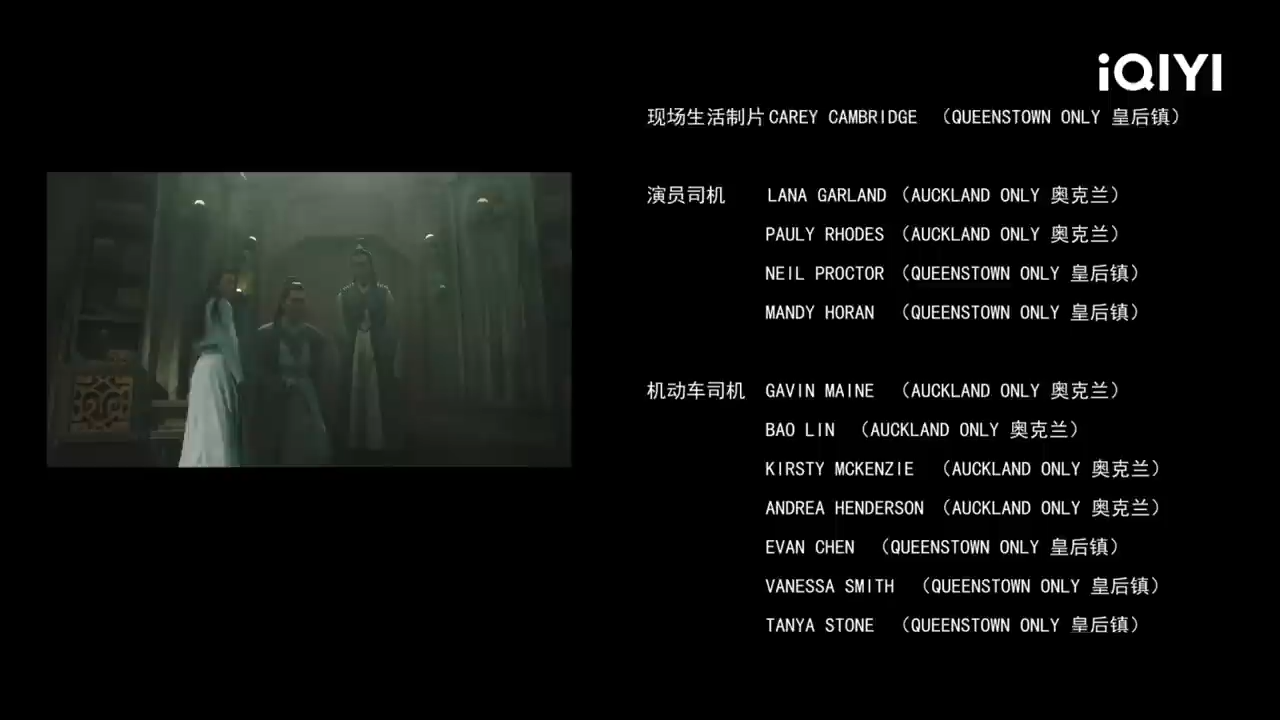 iQIYI
现场生活制片 CAREY CAMBRIDGE （QUEENSTOWN ONLY 皇后镇）
演员司机 LANA GARLAND （AUCKLAND ONLY 奥克兰）
PAULY RHODES （AUCKLAND ONLY 奥克兰）
NEIL PROCTOR （QUEENSTOWN ONLY 皇后镇）
MANDY HORAN （QUEENSTOWN ONLY 皇后镇）
机动车司机 GAVIN MAINE （AUCKLAND ONLY 奥克兰）
BAO LIN （AUCKLAND ONLY 奥克兰）
KIRSTY MCKENZIE （AUCKLAND ONLY 奥克兰）
ANDREA HENDERSON （AUCKLAND ONLY 奥克兰）
EVAN CHEN （QUEENSTOWN ONLY 皇后镇）
VANESSA SMITH （QUEENSTOWN ONLY 皇后镇）
TANYA STONE （QUEENSTOWN ONLY 皇后镇）